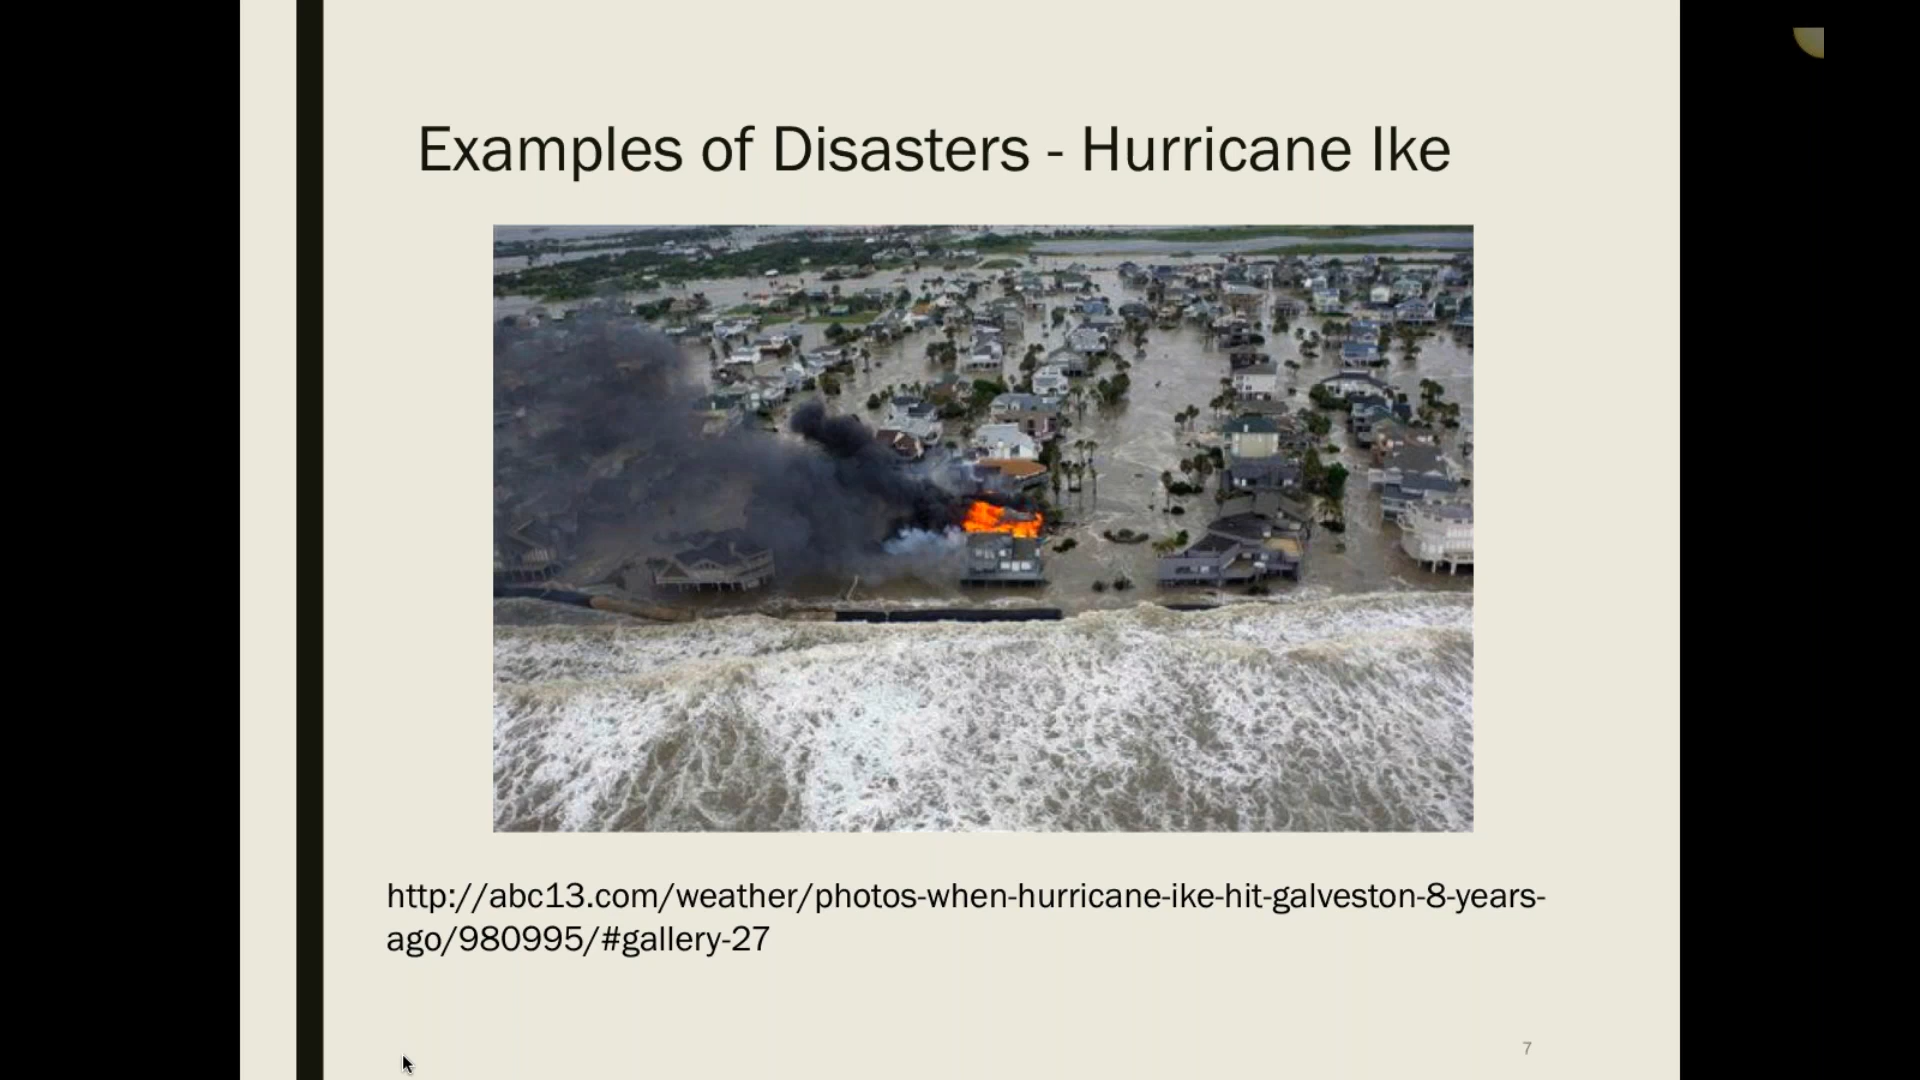 Examples of Disasters - Hurricane Ike
http://abc13.com/weather/photos-when-hurricane-ike-hit-galveston-8-years-
ago/980995/#gallery-27
7